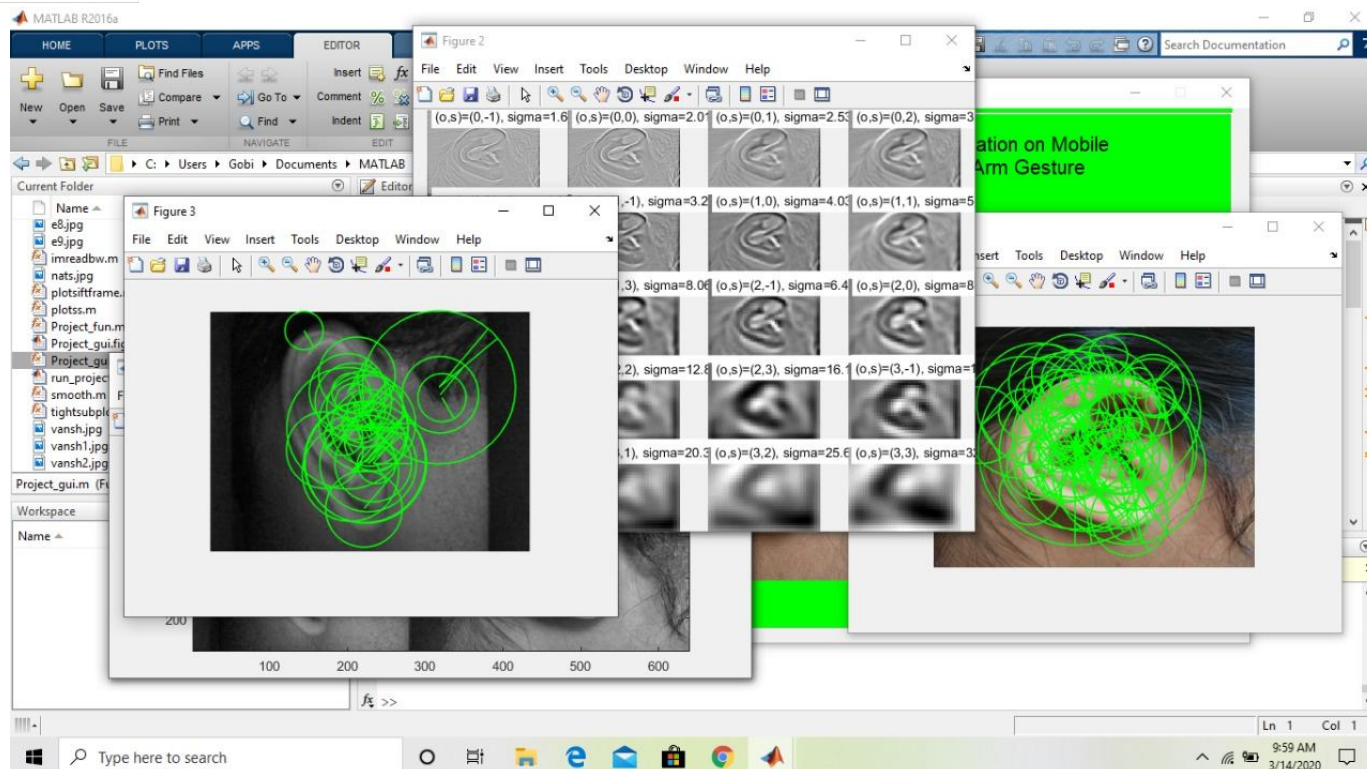 MATLAB R2016a
HOME PLOTS APPS EDITOR
Search Documentation
New Open Save
Find Files
Compare
Print
Go To
Find
Insert fx
Comment
Indent
FILE NAVIGATE EDIT
C: Users Gobi Documents MATLAB
Current Folder
Editor
Name
e8.jpg
e9.jpg
imreadbw.m
nats.jpg
plotsiftframe.
plotss.m
Project_fun.m
Project_gui.fig
Project_gu
run_project
smooth.m
tightsubplo
vansh.jpg
vansh1.jpg
vansh2.jpg
Project_gui.m (Fu
Workspace
Name
Figure 2
File Edit View Insert Tools Desktop Window Help
(o,s)=(0,-1), sigma=1.6 (o,s)=(0,0), sigma=2.01 (o,s)=(0,1), sigma=2.53 (o,s)=(0,2), sigma=3
,-1), sigma=3.2 (o,s)=(1,0), sigma=4.03 (o,s)=(1,1), sigma=5
,3), sigma=8.06 (o,s)=(2,-1), sigma=6.4 (o,s)=(2,0), sigma=8
2,2), sigma=12.8 (o,s)=(2,3), sigma=16.1 (o,s)=(3,-1), sigma=1
,1), sigma=20.3 (o,s)=(3,2), sigma=25.6 (o,s)=(3,3), sigma=32
ation on Mobile
Arm Gesture
Figure 3
File Edit View Insert Tools Desktop Window Help
nsert Tools Desktop Window Help
200
100 200 300 400 500 600
fx >>
Ln 1 Col 1
Type here to search
9:59 AM
3/14/2020